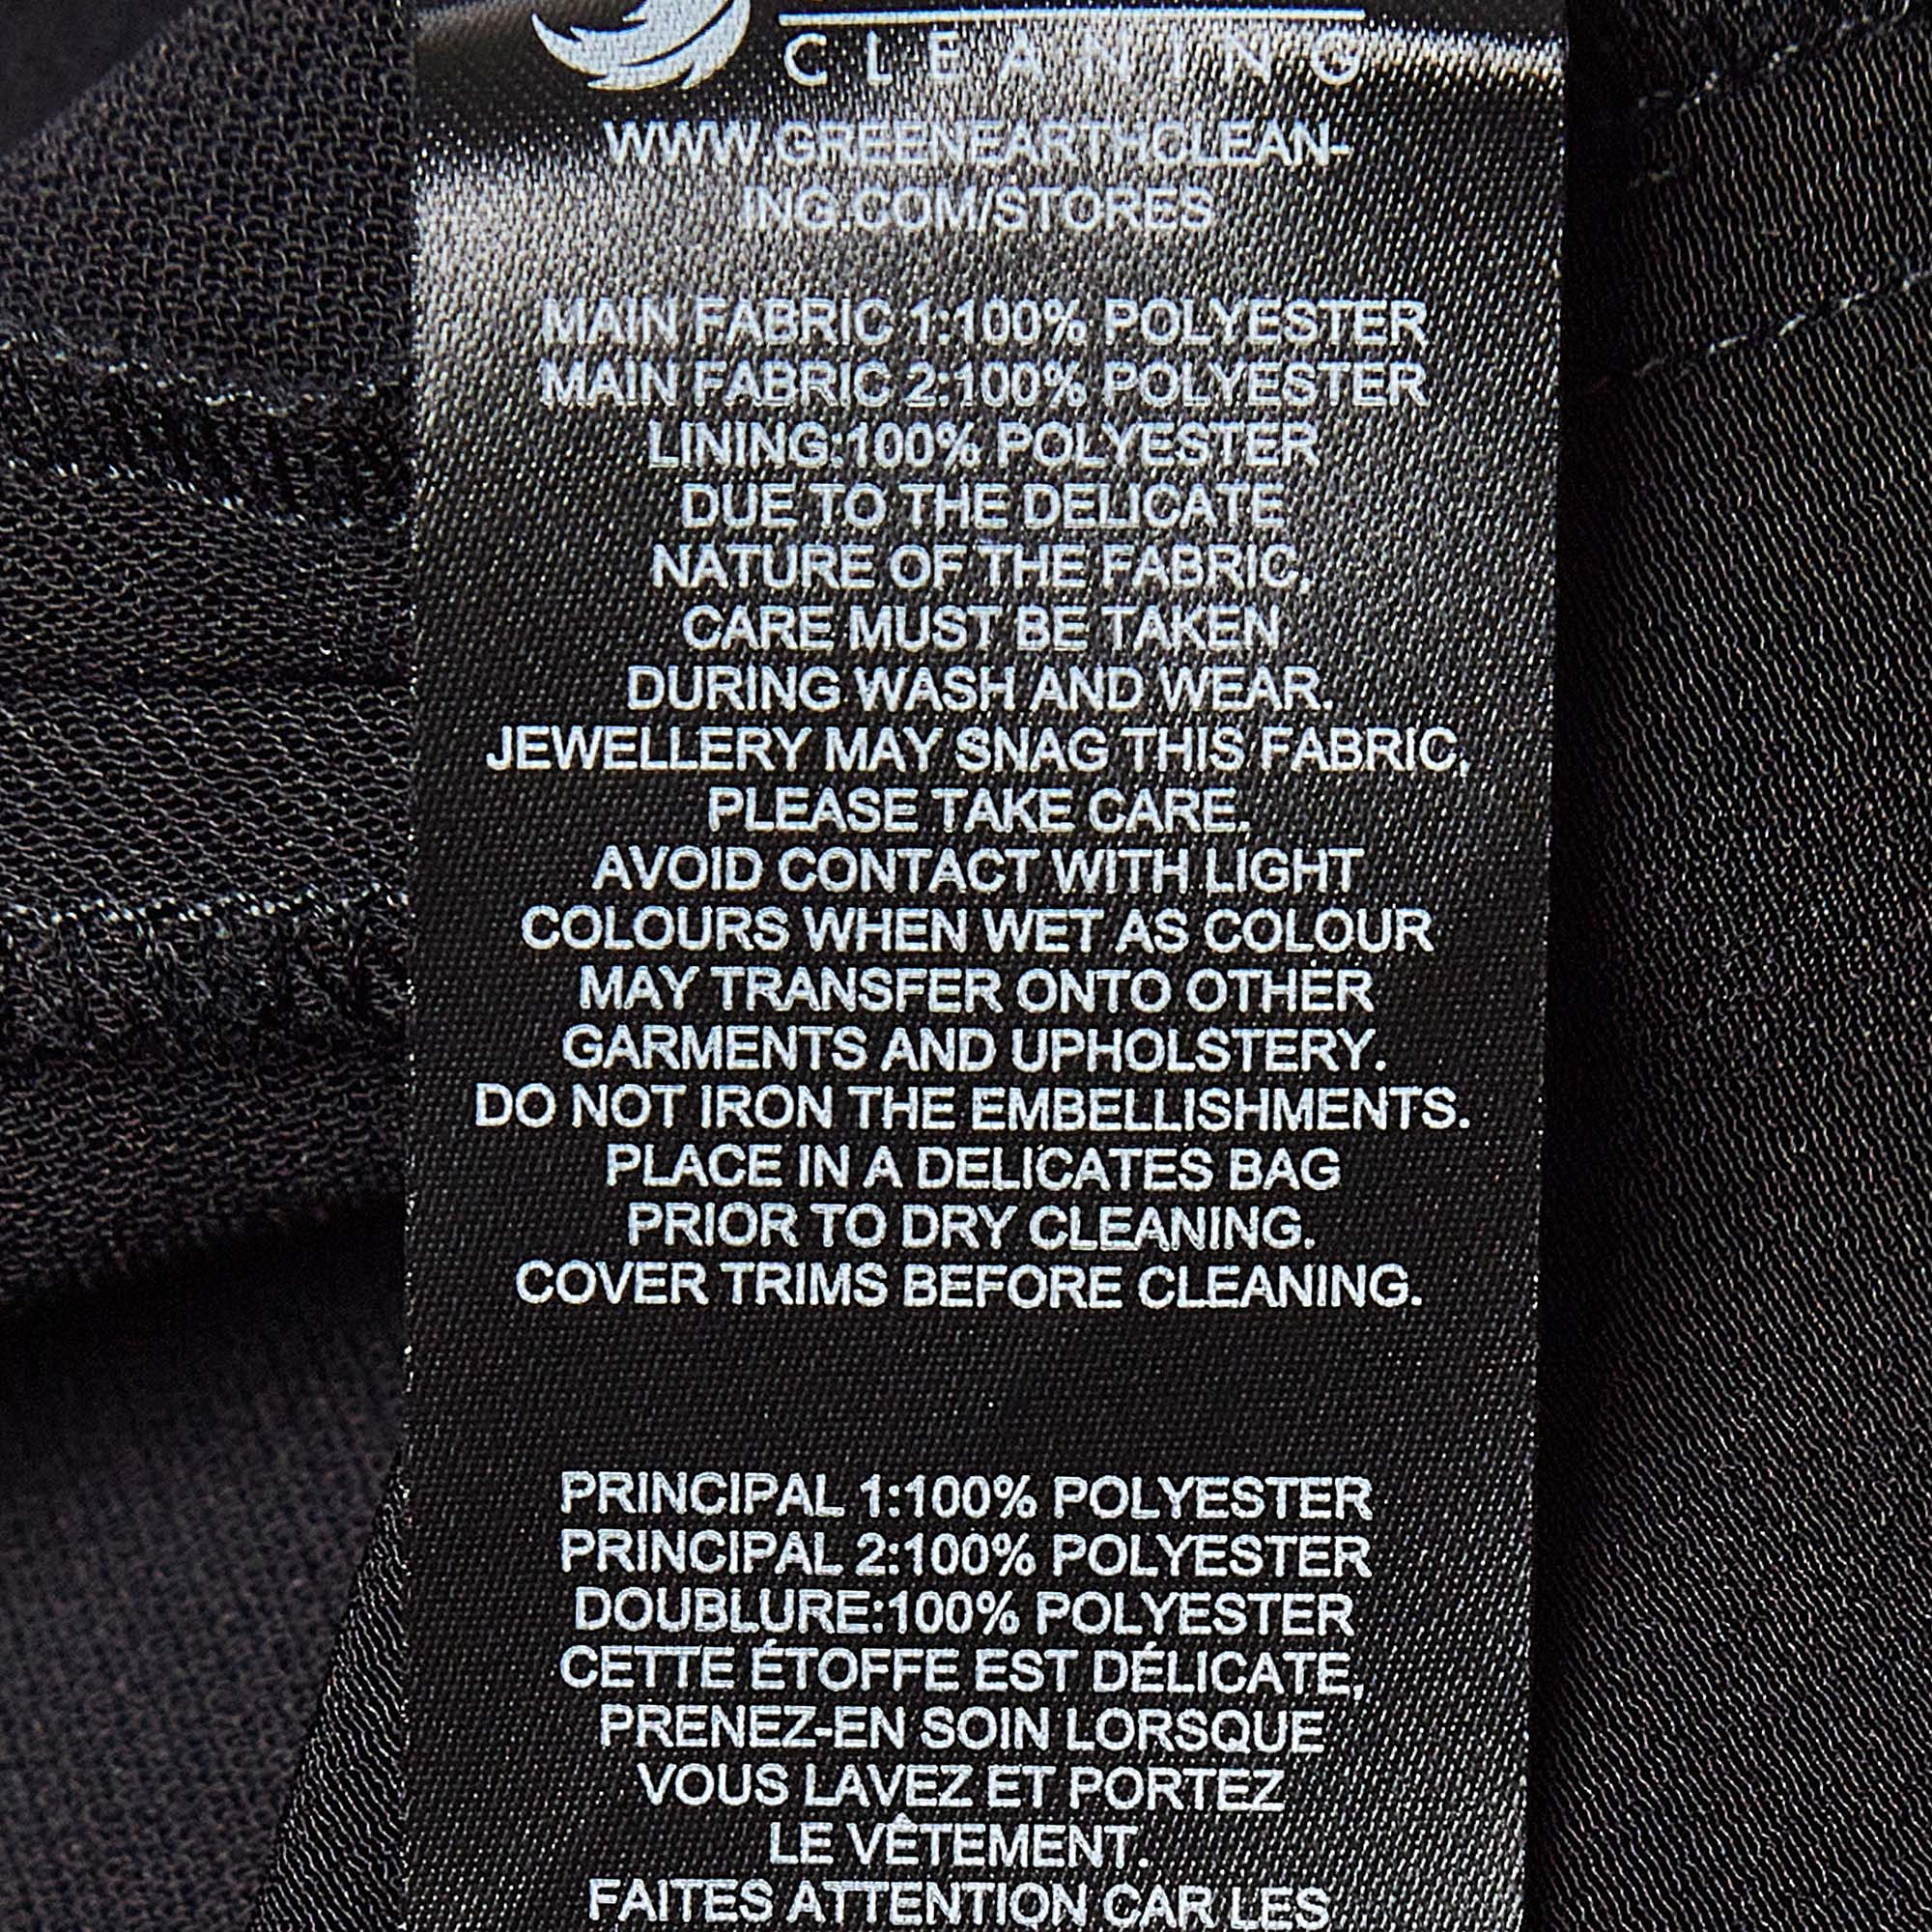 CLEANING
WWW.GREENEARTHCLEAN-
ING.COM/STORES
MAIN FABRIC 1:100% POLYESTER
MAIN FABRIC 2:100% POLYESTER
LINING:100% POLYESTER
DUE TO THE DELICATE
NATURE OF THE FABRIC,
CARE MUST BE TAKEN
DURING WASH AND WEAR.
JEWELLERY MAY SNAG THIS FABRIC,
PLEASE TAKE CARE.
AVOID CONTACT WITH LIGHT
COLOURS WHEN WET AS COLOUR
MAY TRANSFER ONTO OTHER
GARMENTS AND UPHOLSTERY.
DO NOT IRON THE EMBELLISHMENTS.
PLACE IN A DELICATES BAG
PRIOR TO DRY CLEANING.
COVER TRIMS BEFORE CLEANING.
PRINCIPAL 1:100% POLYESTER
PRINCIPAL 2:100% POLYESTER
DOUBLURE:100% POLYESTER
CETTE ÉTOFFE EST DÉLICATE,
PRENEZ-EN SOIN LORSQUE
VOUS LAVEZ ET PORTEZ
LE VÊTEMENT.
FAITES ATTENTION CAR LES